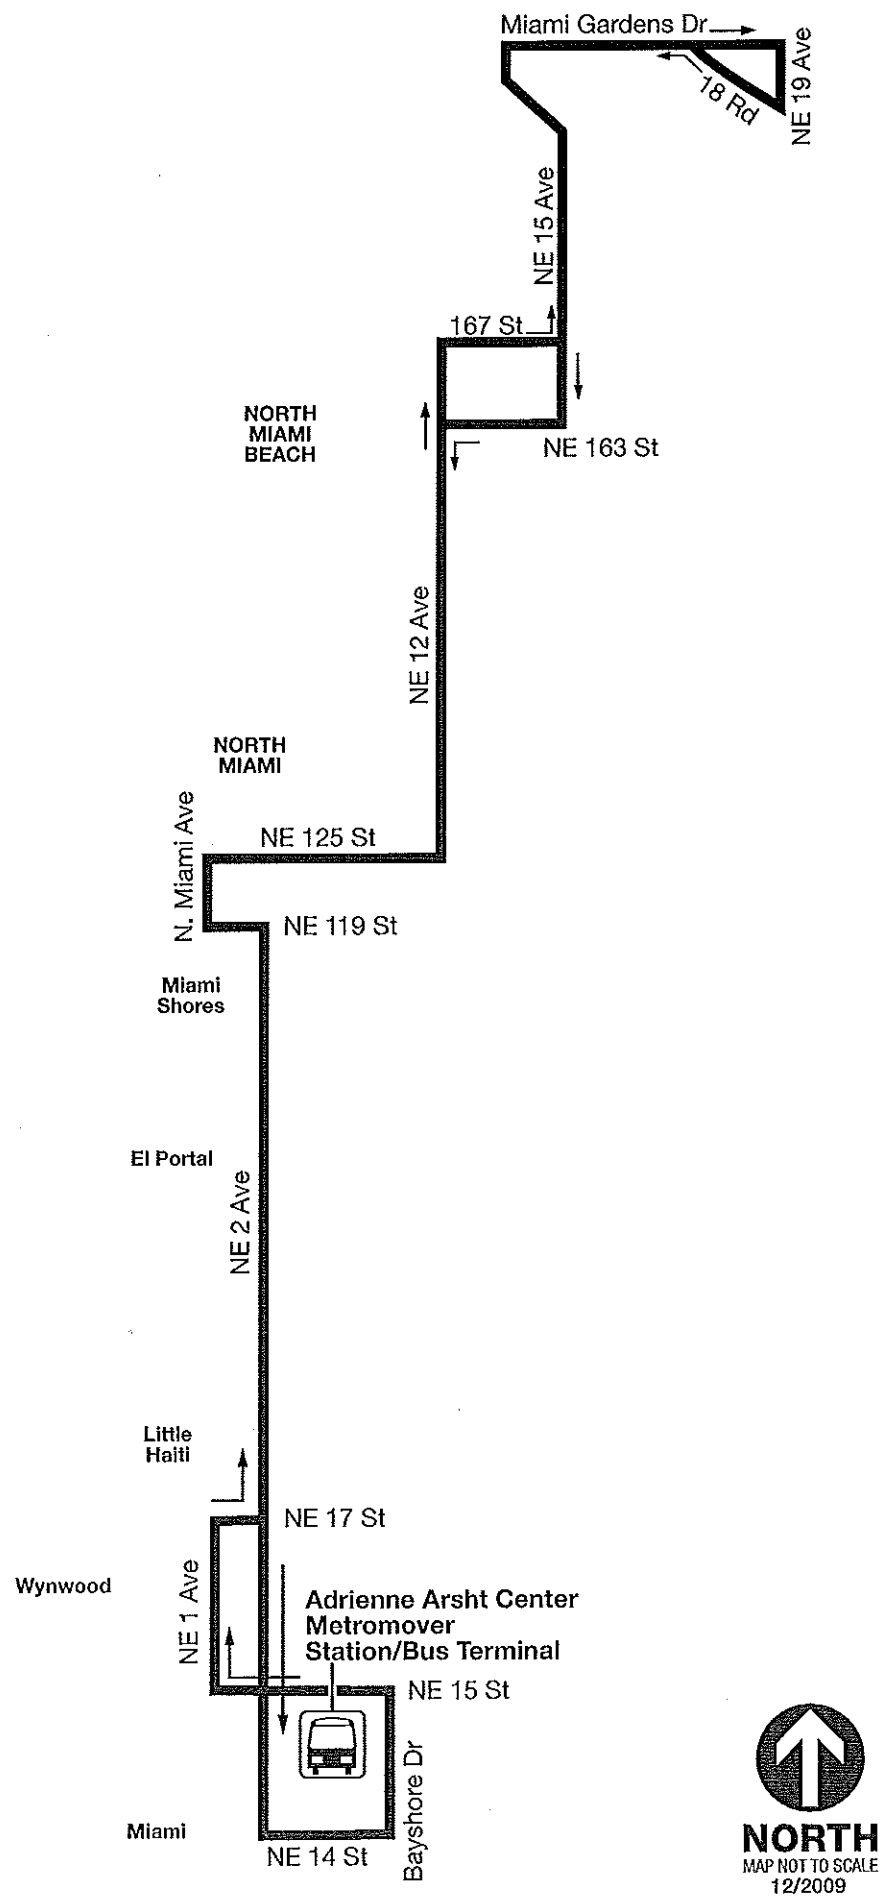 Miami Gardens Dr
NE 19 Ave
18 Rd
NE 15 Ave
167 St
NORTH
MIAMI
BEACH
NE 163 St
NE 12 Ave
NORTH
MIAMI
N. Miami Ave
NE 125 St
NE 119 St
Miami
Shores
El Portal
NE 2 Ave
Little
Haiti
NE 17 St
Wynwood
NE 1 Ave
Adrienne Arsht Center
Metromover
Station/Bus Terminal
NE 15 St
Bayshore Dr
Miami
NE 14 St
NORTH
MAP NOT TO SCALE
12/2009